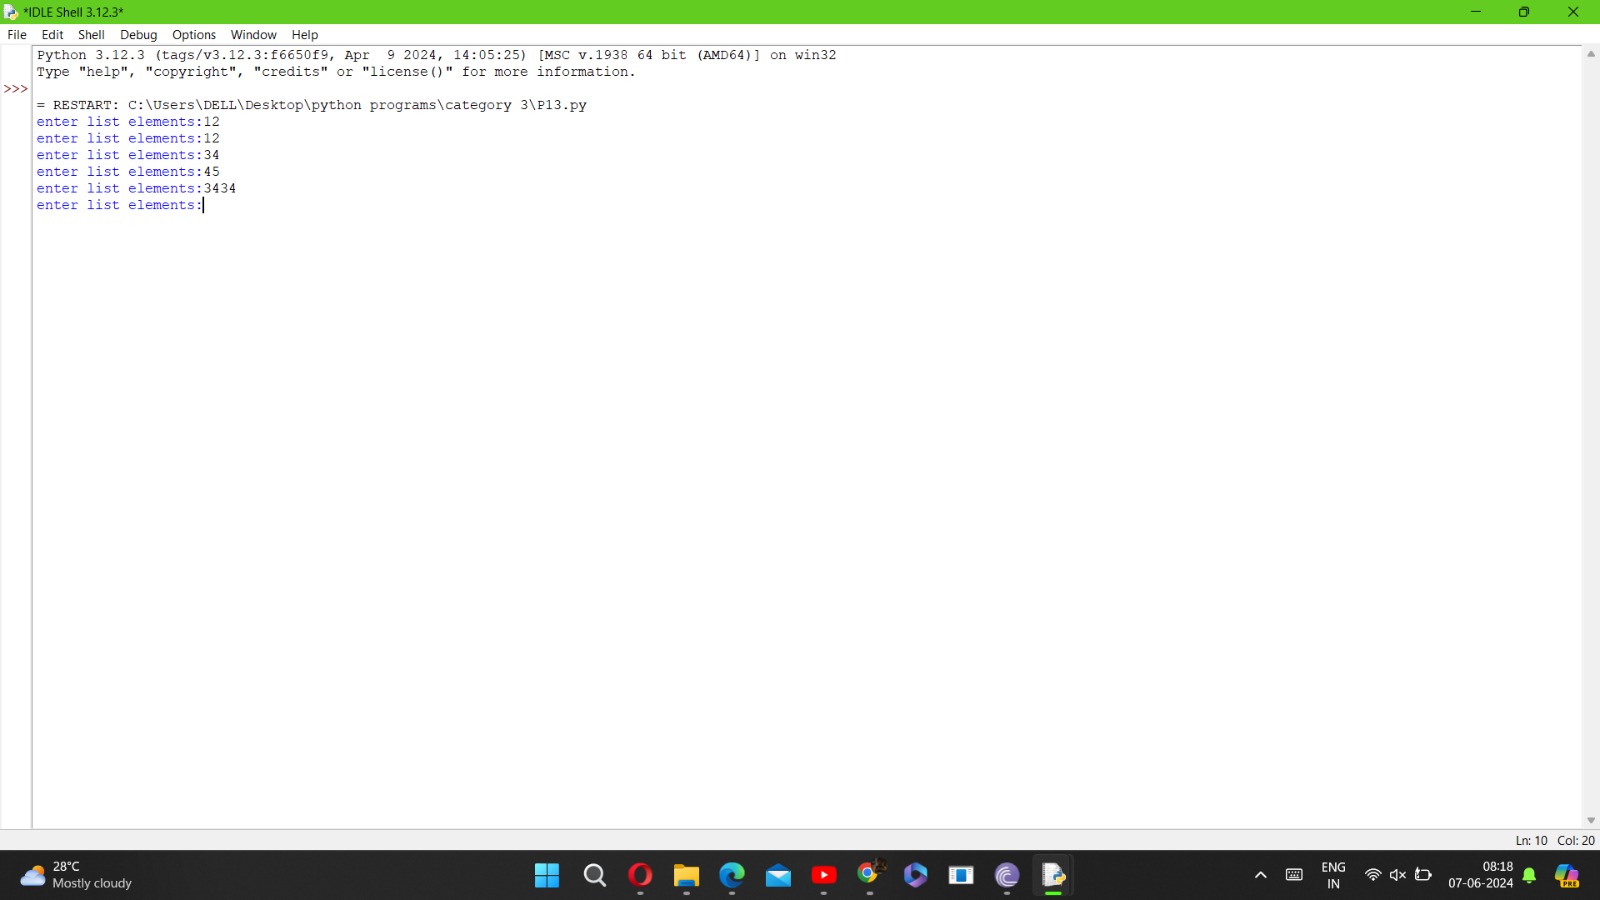 *IDLE Shell 3.12.3*
File Edit Shell Debug Options Window Help
Python 3.12.3 (tags/v3.12.3:f6650f9, Apr  9 2024, 14:05:25) [MSC v.1938 64 bit (AMD64)] on win32
Type "help", "copyright", "credits" or "license()" for more information.
>>>
= RESTART: C:\Users\DELL\Desktop\python programs\category 3\P13.py
enter list elements:12
enter list elements:12
enter list elements:34
enter list elements:45
enter list elements:3434
enter list elements:
Ln: 10 Col: 20
28°C
Mostly cloudy
ENG
IN
08:18
07-06-2024
PRE